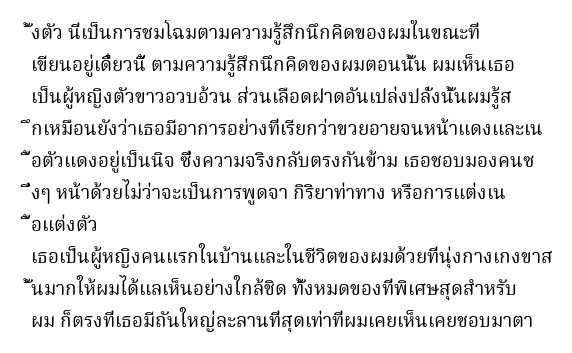 ั้งตัว นี่เป็นการชมโฉมตามความรู้สึกนึกคิดของผมในขณะที่
เขียนอยู่เดี๋ยวนี้ ตามความรู้สึกนึกคิดของผมตอนนั้น ผมเห็นเธอ
เป็นผู้หญิงตัวขาวอวบอ้วน ส่วนเลือดฝาดอันเปล่งปลั่งนั้นผมรู้ส
ึกเหมือนยังว่าเธอมีอาการอย่างที่เรียกว่าขวยอายจนหน้าแดงและเน
ื้อตัวแดงอยู่เป็นนิจ ซึ่งความจริงกลับตรงกันข้าม เธอชอบมองคนซ
ึ่งๆ หน้าด้วยไม่ว่าจะเป็นการพูดจา กิริยาท่าทาง หรือการแต่งเน
ื้อแต่งตัว
เธอเป็นผู้หญิงคนแรกในบ้านและในชีวิตของผมด้วยที่นุ่งกางเกงขาส
ั้นมากให้ผมได้แลเห็นอย่างใกล้ชิด ทั้งหมดของที่พิเศษสุดสำหรับ
ผม ก็ตรงที่เธอมีถันใหญ่ละลานที่สุดเท่าที่ผมเคยเห็นเคยชอบมาตา